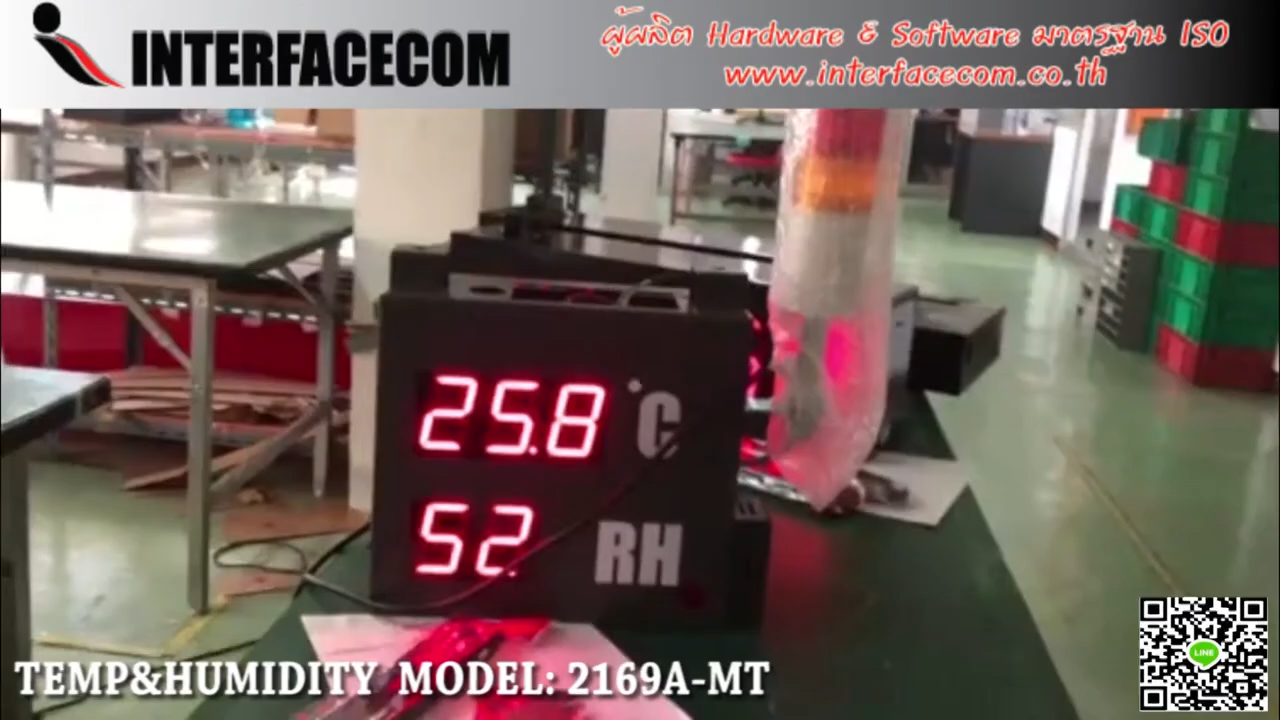 INTERFACECOM
ผู้ผลิต Hardware & Software มาตรฐาน ISO
www.interfacecom.co.th
25.8 °C
52 RH
TEMP&HUMIDITY MODEL: 2169A-MT
LINE